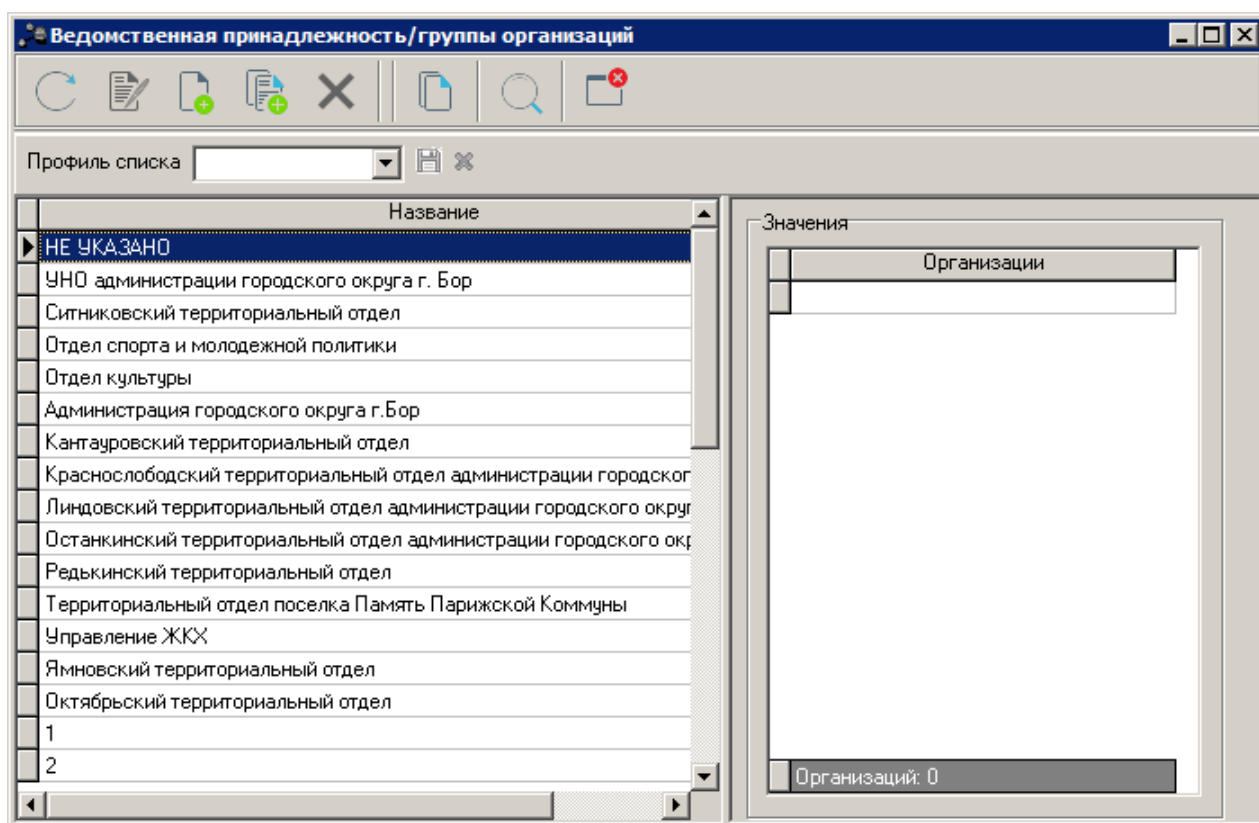 Ведомственная принадлежность/группы организаций
Профиль списка
Название
НЕ УКАЗАНО
УНО администрации городского округа г. Бор
Ситниковский территориальный отдел
Отдел спорта и молодежной политики
Отдел культуры
Администрация городского округа г.Бор
Кантауровский территориальный отдел
Краснослободский территориальный отдел администрации городског
Линдовский территориальный отдел администрации городского округ
Останкинский территориальный отдел администрации городского окр
Редькинский территориальный отдел
Территориальный отдел поселка Память Парижской Коммуны
Управление ЖКХ
Ямновский территориальный отдел
Октябрьский территориальный отдел
1
2
Значения
Организации
Организаций: 0